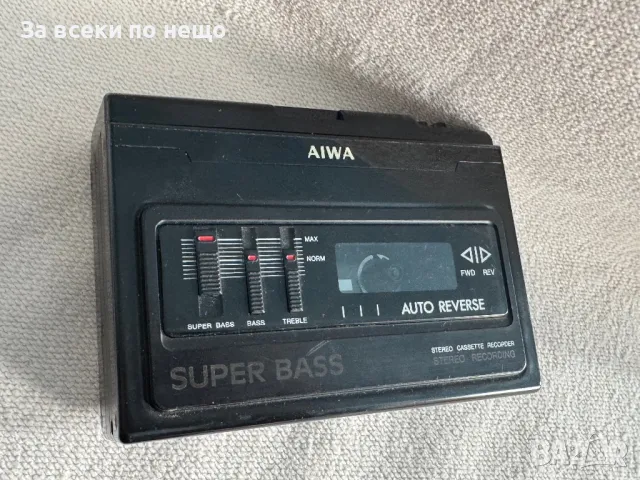 За всеки по нещо
AIWA
MAX
NORM
SUPER BASS BASS TREBLE
FWD REV
AUTO REVERSE
STEREO CASSETTE RECORDER
STEREO RECORDING
SUPER BASS
BAZAR